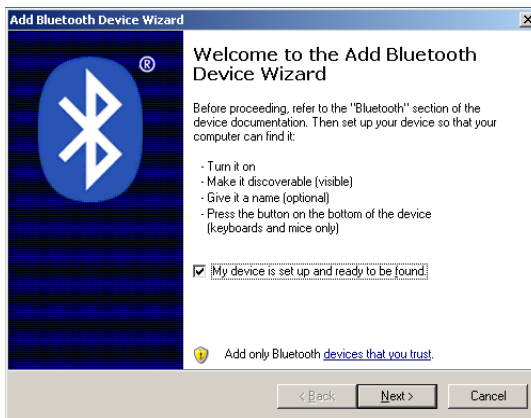 Add Bluetooth Device Wizard
®
Welcome to the Add Bluetooth
Device Wizard
Before proceeding, refer to the "Bluetooth" section of the
device documentation. Then set up your device so that your
computer can find it:
- Turn it on
- Make it discoverable (visible)
- Give it a name (optional)
- Press the button on the bottom of the device
(keyboards and mice only)
My device is set up and ready to be found.
Add only Bluetooth devices that you trust.
< Back Next > Cancel